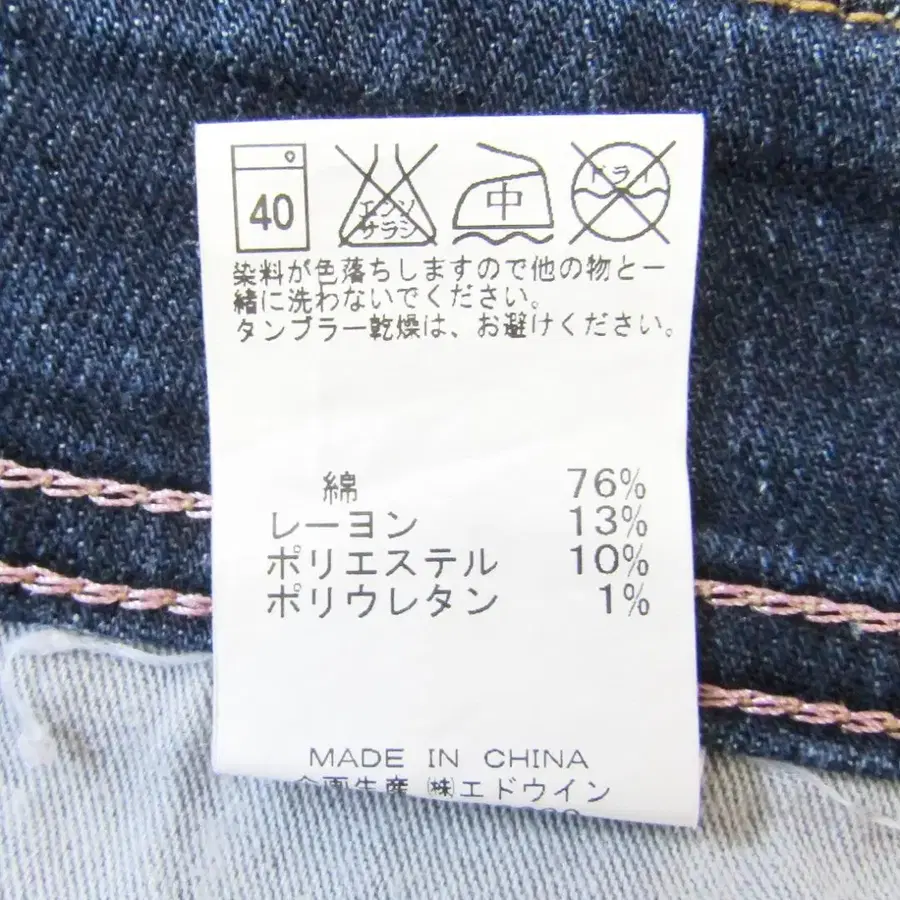 40
エンソ
サラシ
中
ドライ
染料が色落ちしますので他の物と一
緒に洗わないでください。
タンブラー乾燥は、お避けください。
綿 76%
レーヨン 13%
ポリエステル 10%
ポリウレタン 1%
MADE IN CHINA
企画生産 ㈱エドウイン